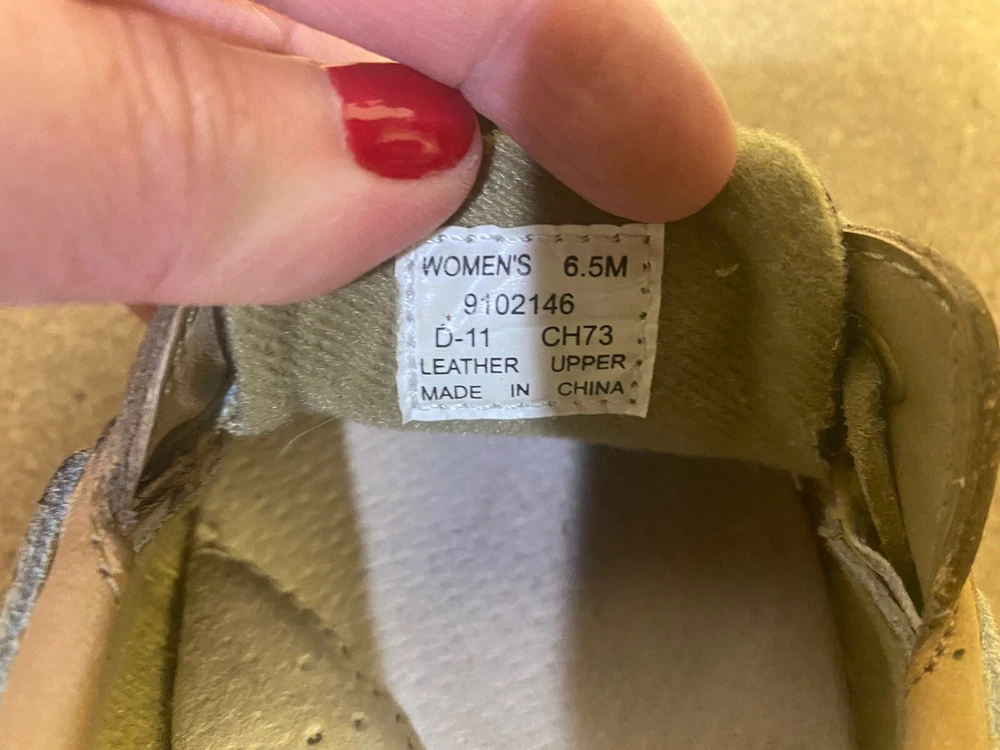 WOMEN'S 6.5M
9102146
D-11 CH73
LEATHER UPPER
MADE IN CHINA